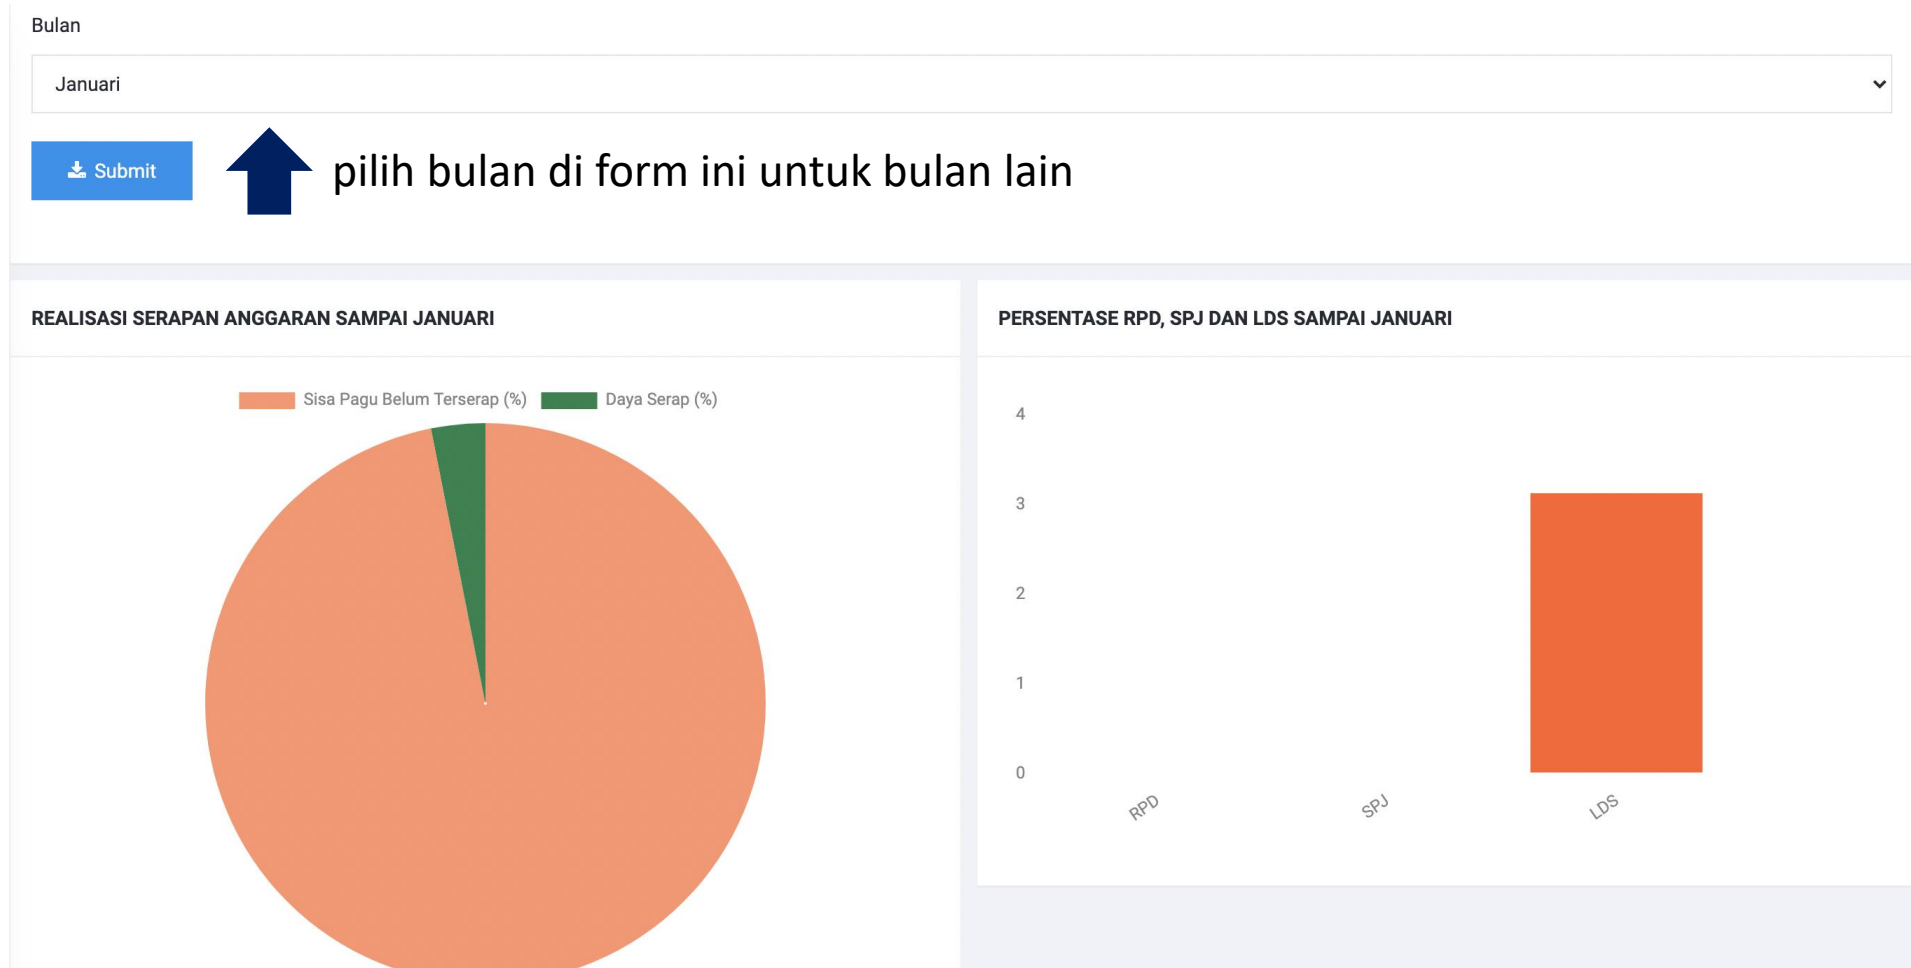 Bulan
Januari
Submit
pilih bulan di form ini untuk bulan lain
REALISASI SERAPAN ANGGARAN SAMPAI JANUARI
Sisa Pagu Belum Terserap (%) Daya Serap (%)
PERSENTASE RPD, SPJ DAN LDS SAMPAI JANUARI
4
3
2
1
0
RPD SPJ LDS